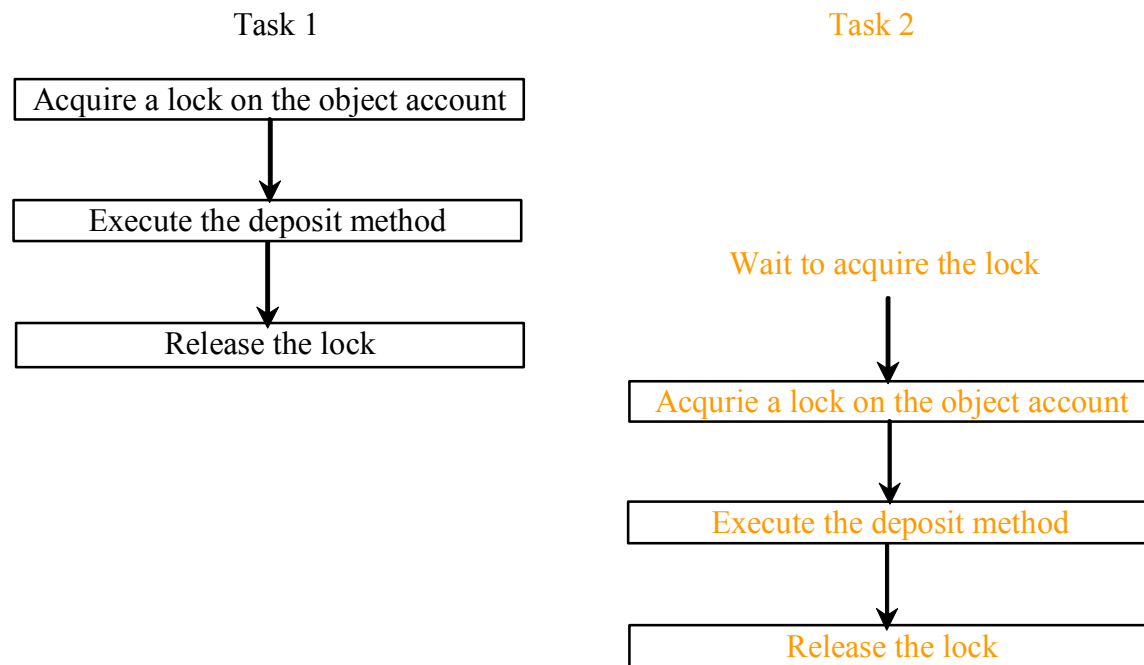 Task 1
Acquire a lock on the object account
Execute the deposit method
Release the lock
Task 2
Wait to acquire the lock
Acqurie a lock on the object account
Execute the deposit method
Release the lock